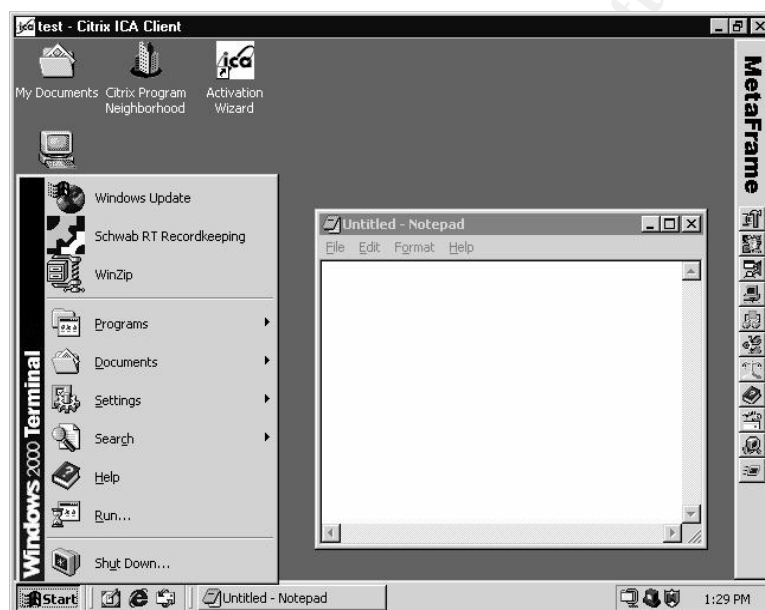 test - Citrix ICA Client
My Documents
Citrix Program
Neighborhood
ica
Activation
Wizard
MetaFrame
Windows 2000 Terminal
Windows Update
Schwab RT Recordkeeping
WinZip
Programs
Documents
Settings
Search
Help
Run...
Shut Down...
Untitled - Notepad
File Edit Format Help
Start
Untitled - Notepad
1:29 PM